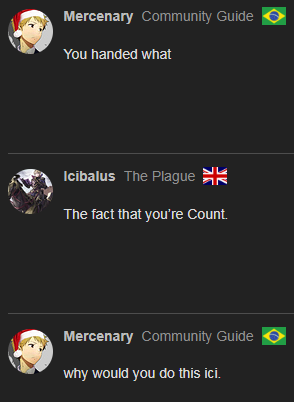 Mercenary Community Guide
You handed what
Icibalus The Plague
The fact that you’re Count.
Mercenary Community Guide
why would you do this ici.